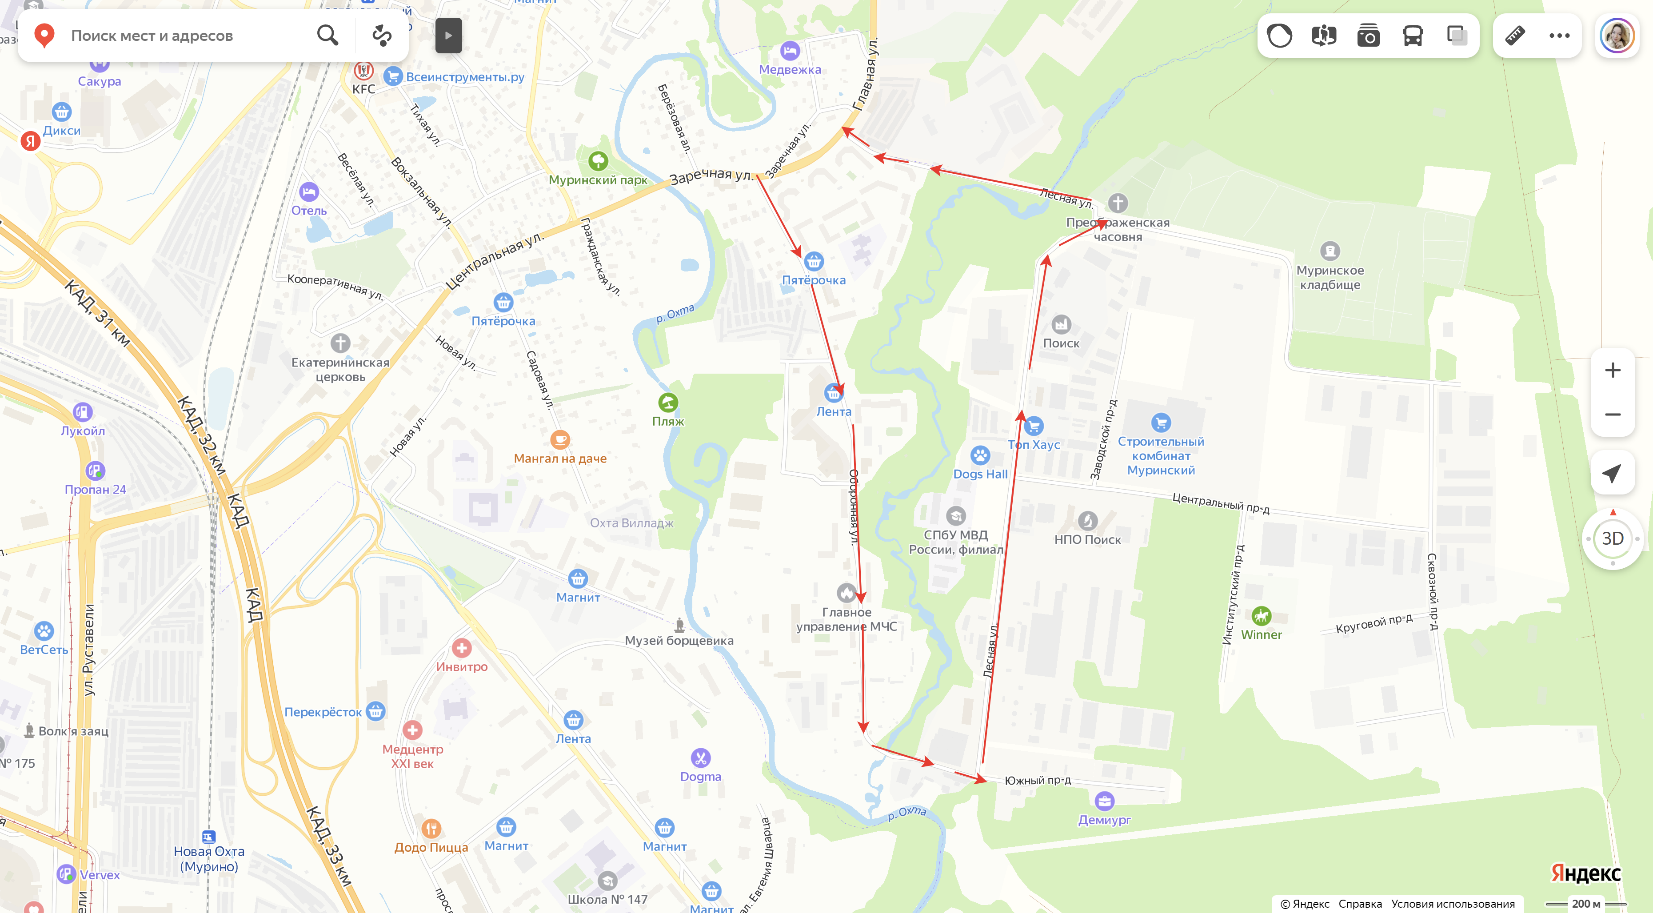 Поиск мест и адресов
Магнит
Сакура
KFC
Всеинструменты.ру
Медвежка
Главная ул.
Дикси
Тихая ул.
Берёзовая ал.
Заречная ул.
Весёлая ул.
Вокзальная ул.
Муринский парк
Заречная ул.
Отель
Лесная ул.
Преображенская
часовня
Гражданская ул.
Центральная ул.
Муринское
кладбище
Кооперативная ул.
Пятёрочка
КАД, 31 км
Пятёрочка
р. Охта
Поиск
Екатерининская
церковь
Новая ул.
Садовая ул.
Лукойл
КАД, 32 км
Новая ул.
Пляж
Лента
Топ Хаус
Заводской пр-д
Строительный
комбинат
Муринский
Мангал на даче
Dogs Hall
Пропан 24
КАД
Охта Вилладж
Оборонная ул.
Центральный пр-д
СПбУ МВД
России, филиал
НПО Поиск
3D
КАД
Магнит
Главное
управление МЧС
Институтский пр-д
Сквозной пр-д
Winner
Круговой пр-д
ВетСеть
ул. Руставели
Музей борщевика
Инвитро
Лесная ул.
Перекрёсток
Волк я заяц
№ 175
Медцентр
XXI век
Лента
Dogma
Южный пр-д
Демиург
р. Охта
КАД, 33 км
Новая Охта
(Мурино)
Додо Пицца
Магнит
Магнит
Vervex
Школа № 147
Магнит
Яндекс
© Яндекс Справка Условия использования
200 м